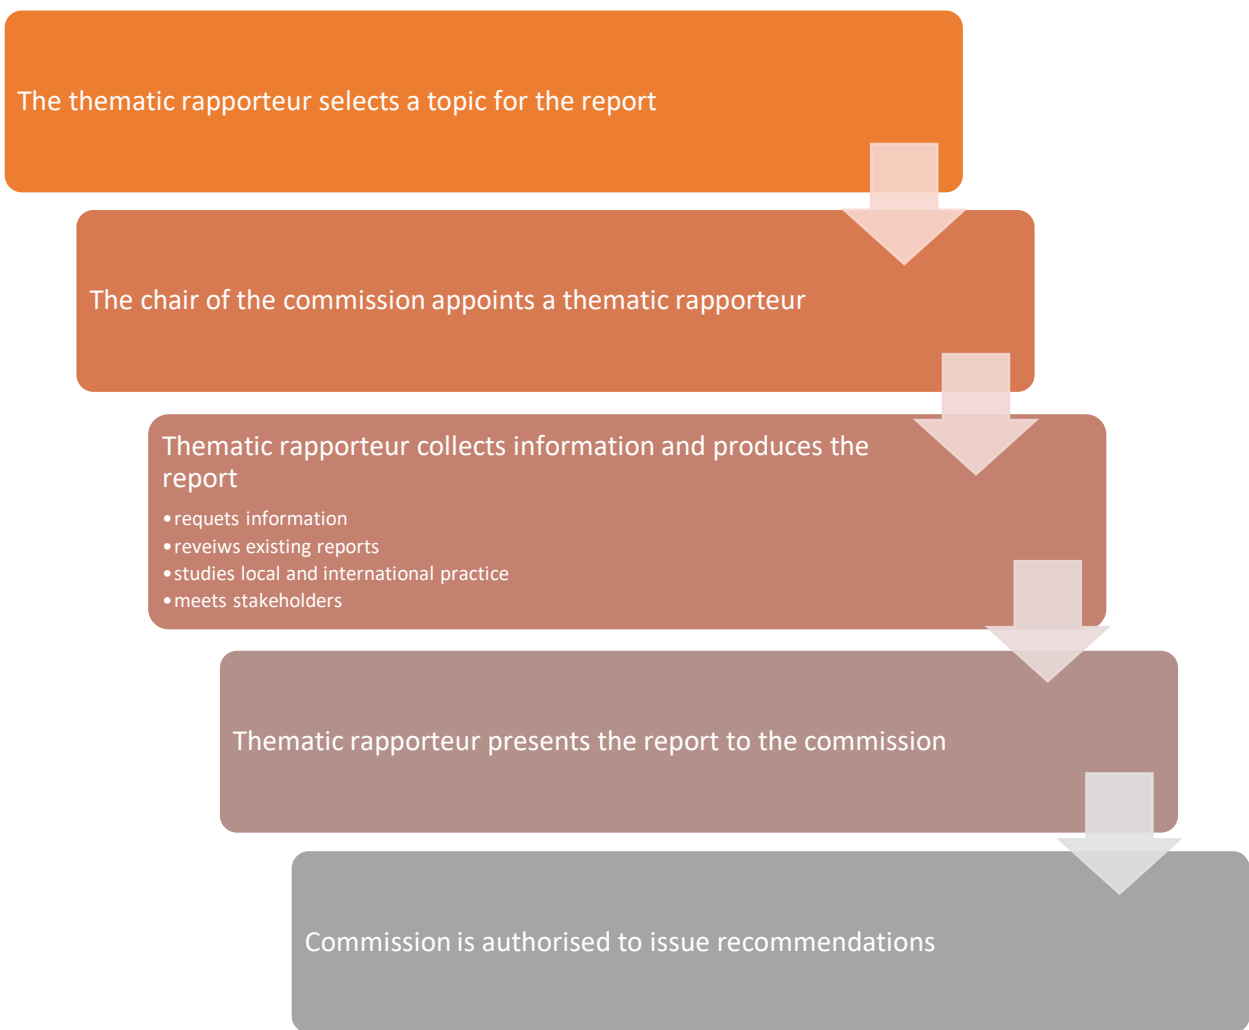 The thematic rapporteur selects a topic for the report
The chair of the commission appoints a thematic rapporteur
Thematic rapporteur collects information and produces the
report
•requets information
•reveiws existing reports
•studies local and international practice
•meets stakeholders
Thematic rapporteur presents the report to the commission
Commission is authorised to issue recommendations